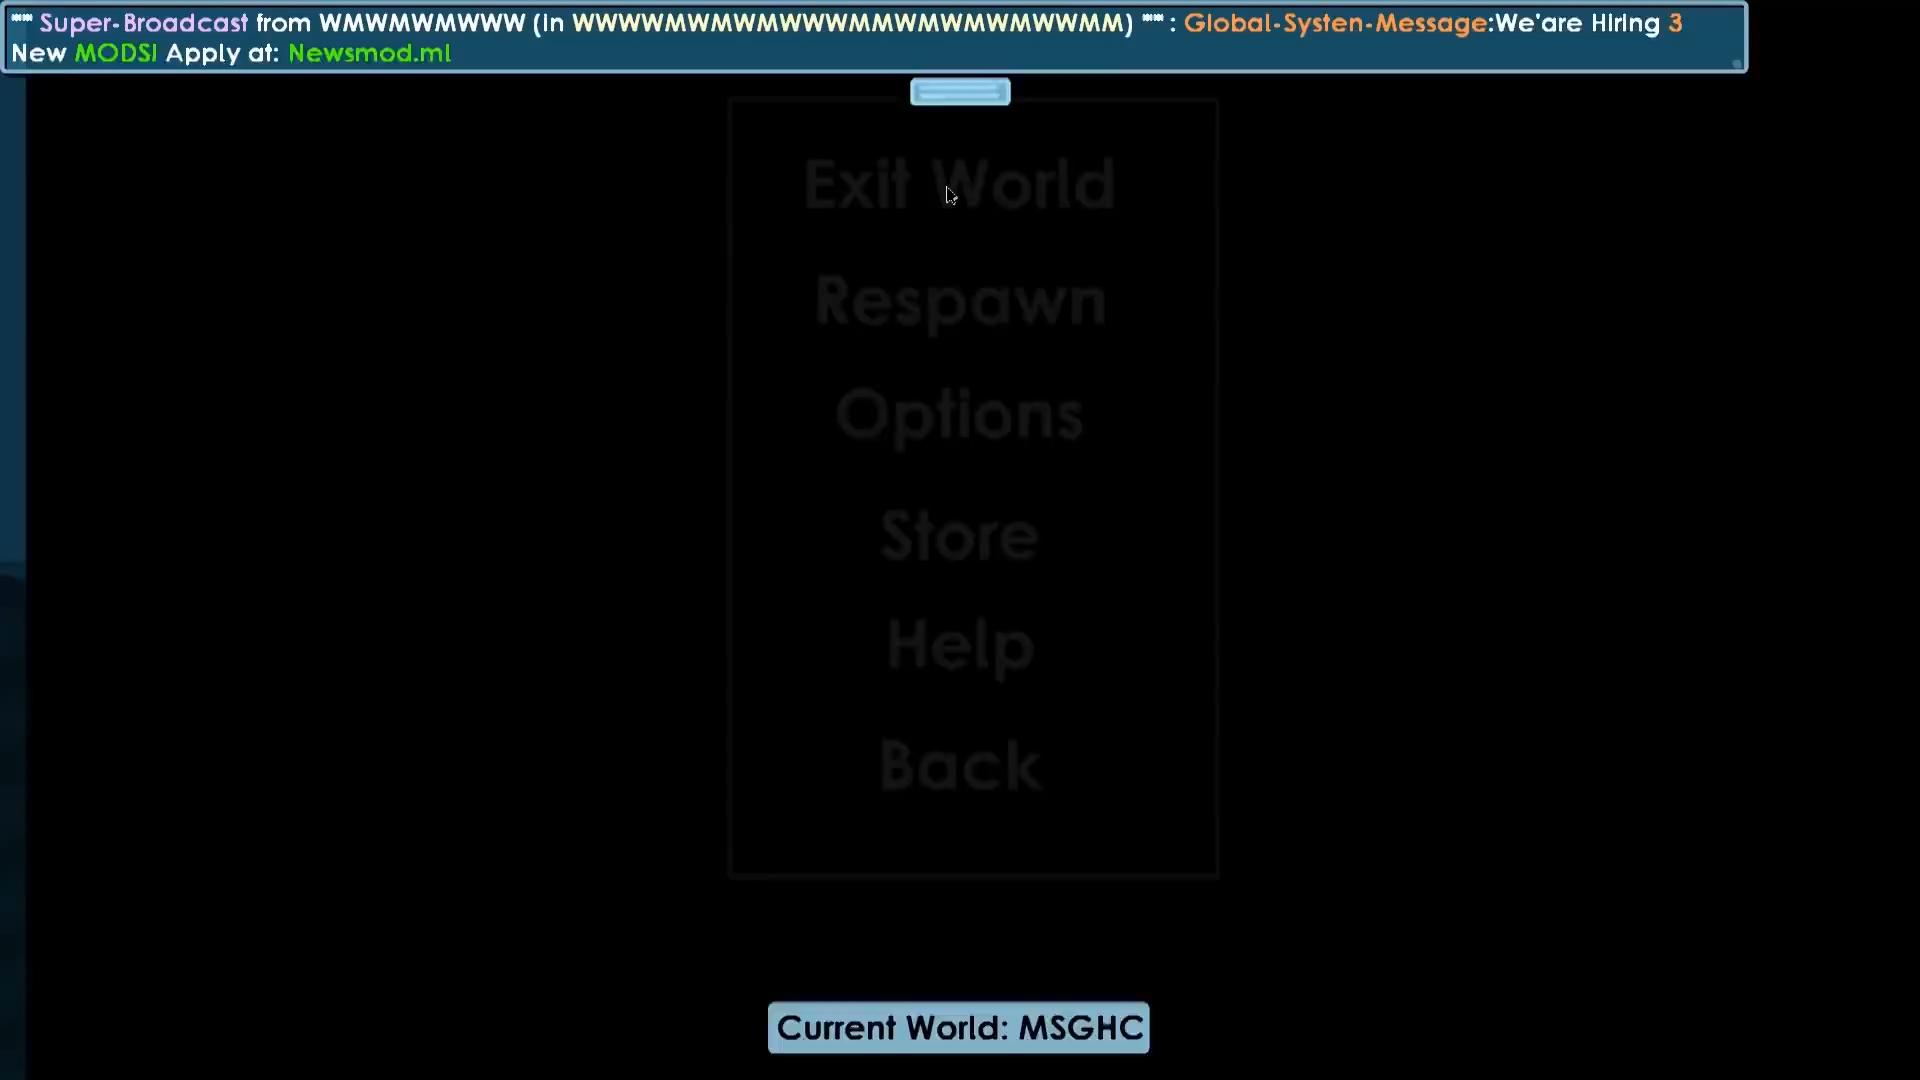 *** Super-Broadcast from WMWMWMWWW (in WWWWMWMWMWWWMMWMWMWMWWMM) *** : Global-Systen-Message:We'are Hiring 3
New MODS! Apply at: Newsmod.ml
Exit World
Respawn
Options
Store
Help
Back
Current World: MSGHC